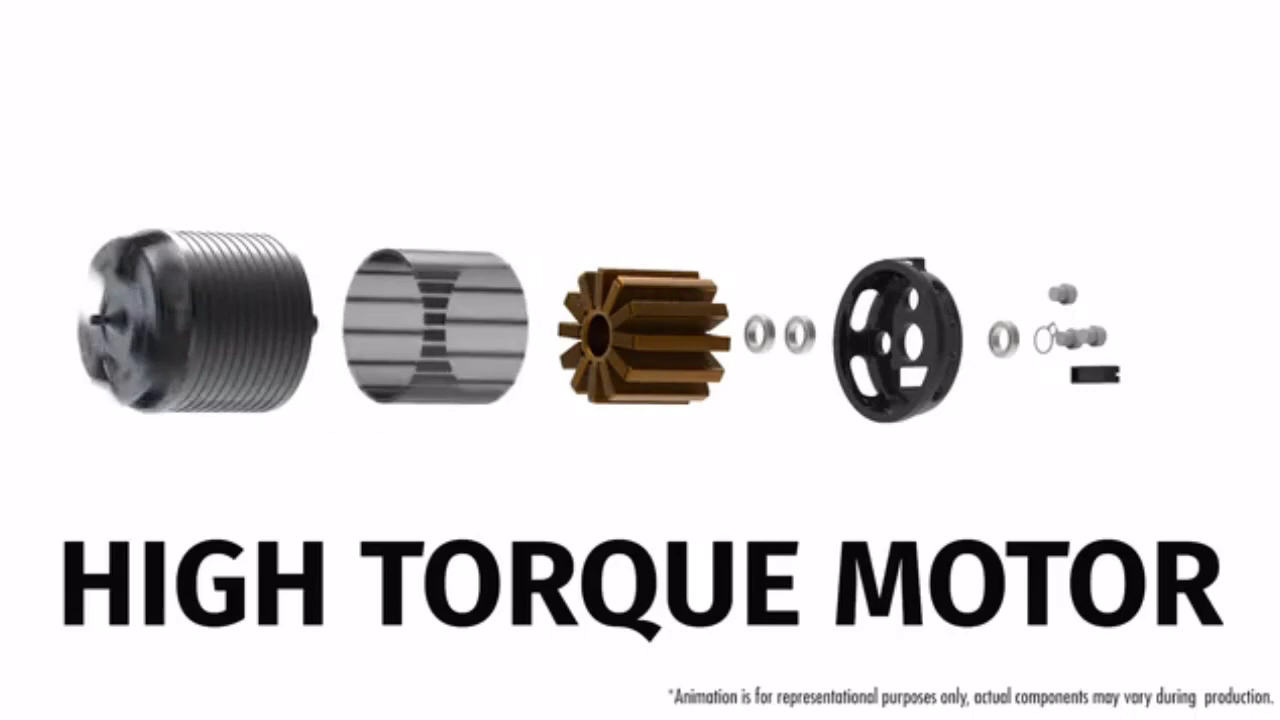 HIGH TORQUE MOTOR
*Animation is for representational purposes only, actual components may vary during production.